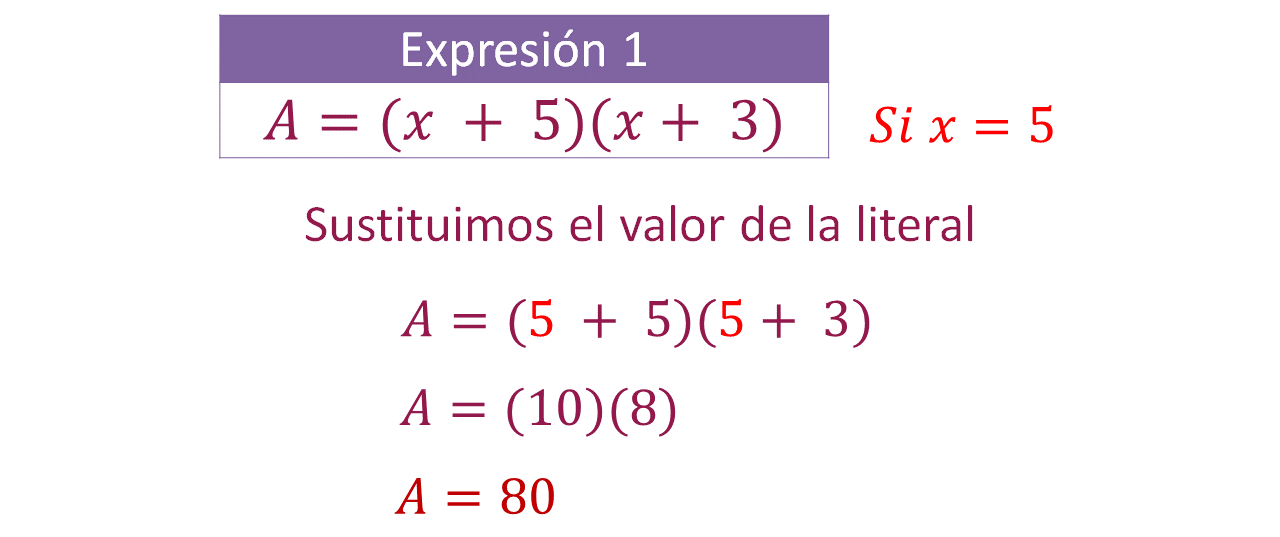 Expresión 1
A = (x + 5)(x + 3)
Si x = 5
Sustituimos el valor de la literal
A = (5 + 5)(5 + 3)
A = (10)(8)
A = 80